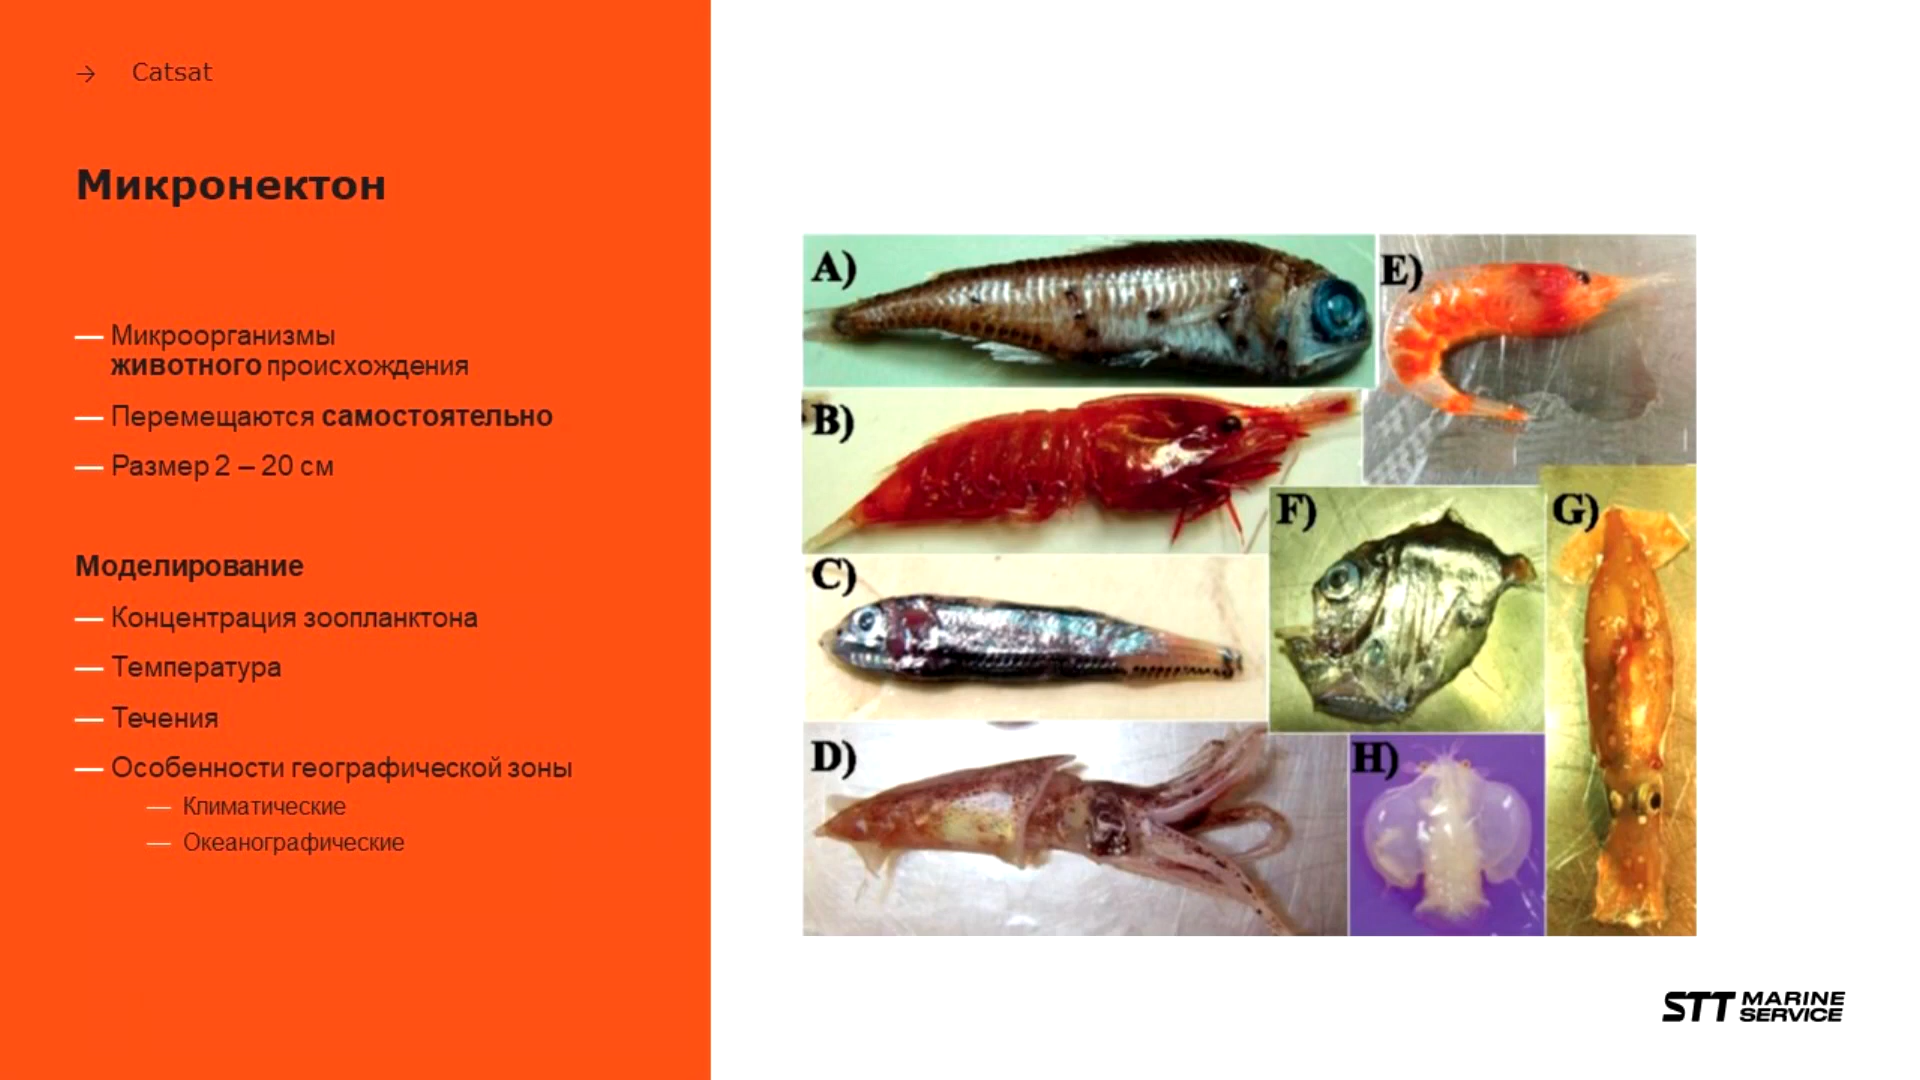 → Catsat
Микронектон
— Микроорганизмы
животного происхождения
— Перемещаются самостоятельно
— Размер 2 – 20 см
Моделирование
— Концентрация зоопланктона
— Температура
— Течения
— Особенности географической зоны
— Климатические
— Океанографические
A)
E)
B)
F)
G)
C)
D)
H)
STT MARINE
SERVICE